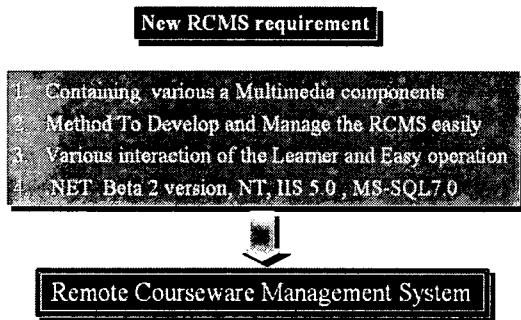 New RCMS requirement
1. Containing various a Multimedia components
2. Method To Develop and Manage the RCMS easily
3. Various interaction of the Learner and Easy operation
4. NET Beta 2 version, NT, IIS 5.0 , MS-SQL7.0
Remote Courseware Management System